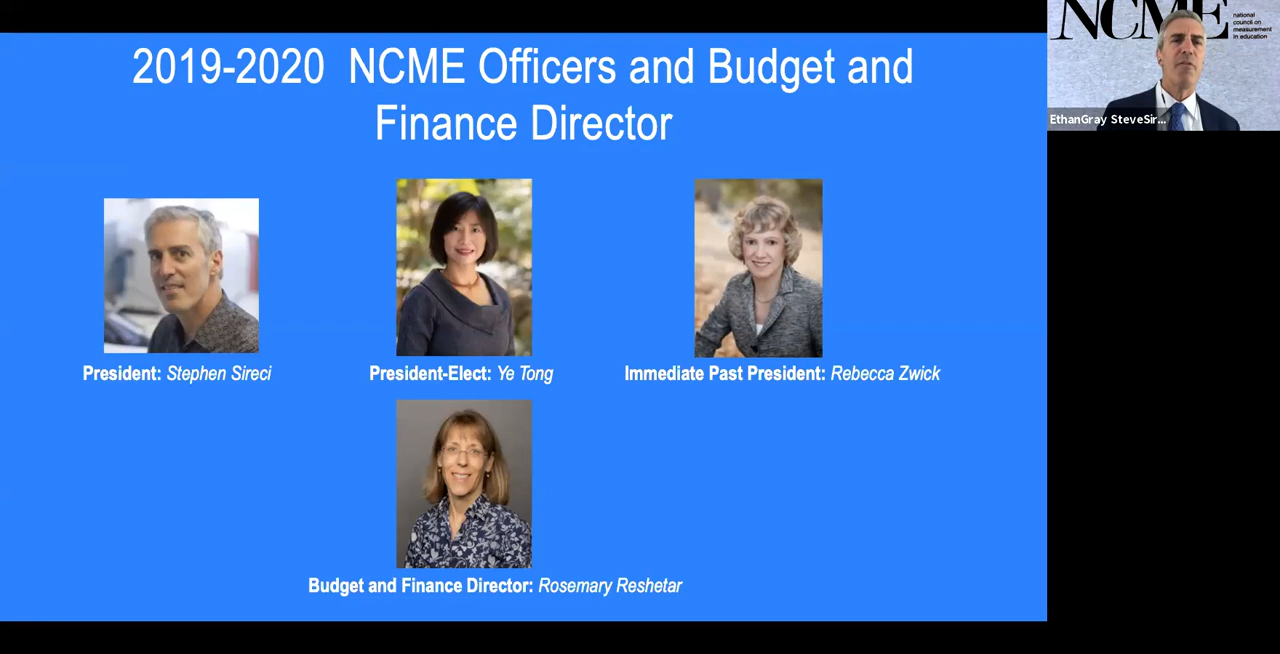 2019-2020 NCME Officers and Budget and
Finance Director
NCME
national
council on
measurement
in education
EthanGray SteveSir...
President: Stephen Sireci
President-Elect: Ye Tong
Immediate Past President: Rebecca Zwick
Budget and Finance Director: Rosemary Reshetar